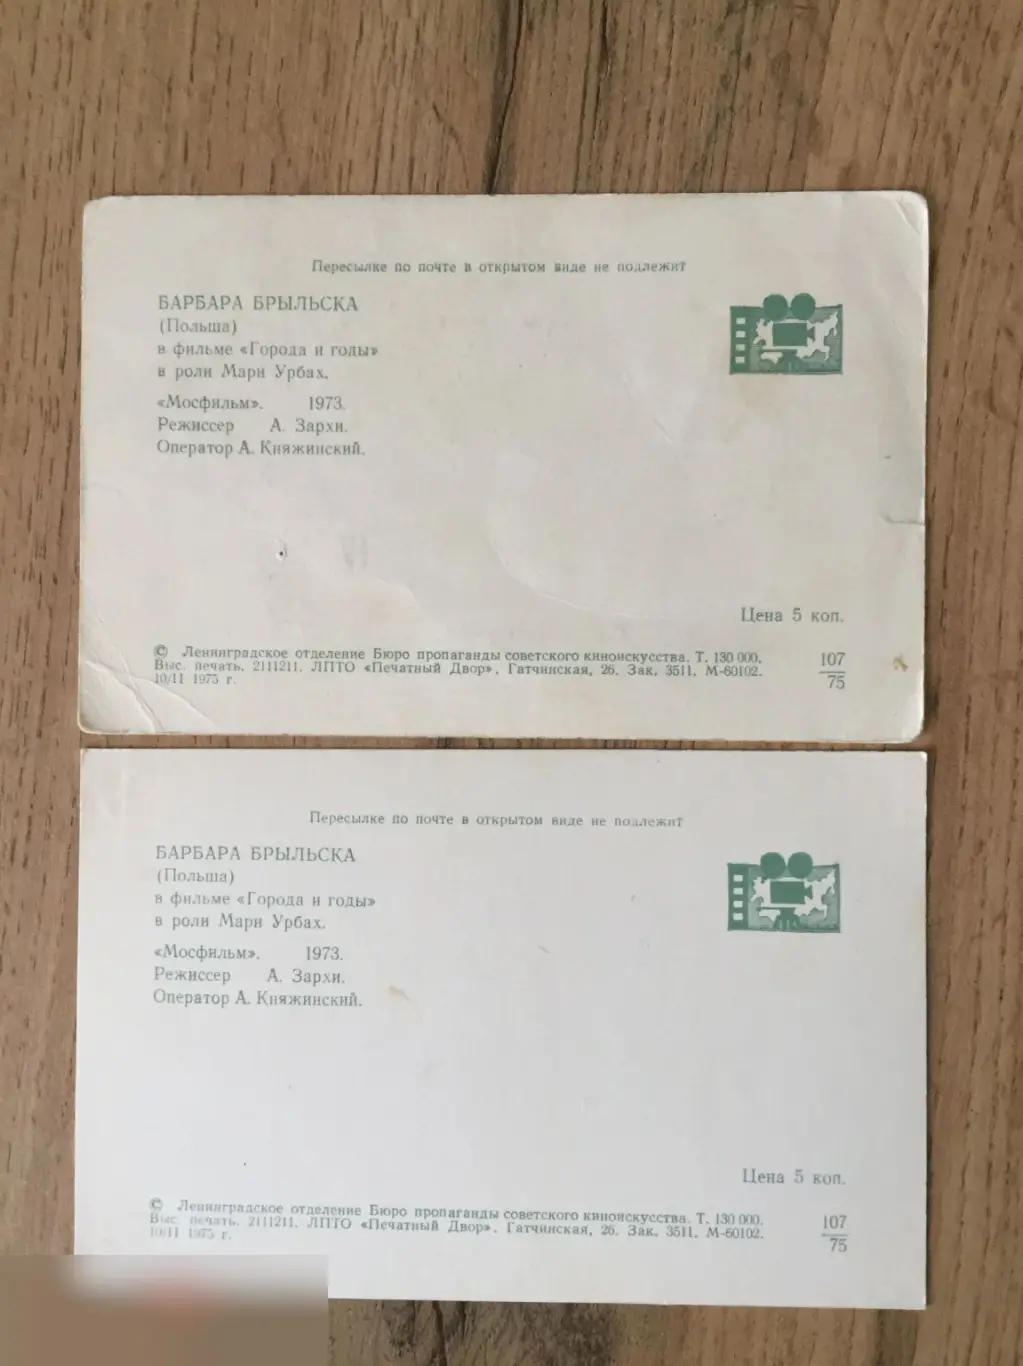 Пересылке по почте в открытом виде не подлежит
БАРБАРА БРЫЛЬСКА
(Польша)
в фильме «Города и годы»
в роли Мари Урбах.
«Мосфильм». 1973.
Режиссер А. Зархи.
Оператор А. Княжинский.
Цена 5 коп.
© Ленинградское отделение Бюро пропаганды советского киноискусства. Т. 130 000.
Выс. печать. 2111211. ЛПТО «Печатный Двор». Гатчинская, 26. Зак. 3511. М-60102.
10/II 1975 г.
107
75
Пересылке по почте в открытом виде не подлежит
БАРБАРА БРЫЛЬСКА
(Польша)
в фильме «Города и годы»
в роли Мари Урбах.
«Мосфильм». 1973.
Режиссер А. Зархи.
Оператор А. Княжинский.
Цена 5 коп.
© Ленинградское отделение Бюро пропаганды советского киноискусства. Т. 130 000.
Выс. печать. 2111211. ЛПТО «Печатный Двор». Гатчинская, 26. Зак. 3511. М-60102.
10/II 1975 г.
107
75